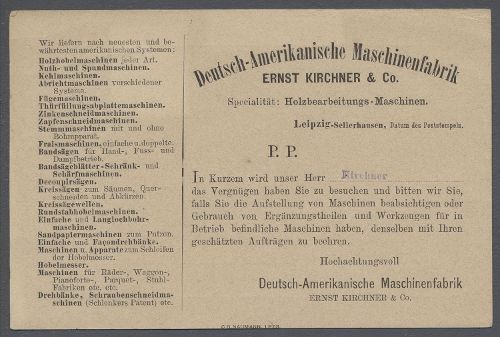 Wir liefern nach neuesten und be-
währtesten amerikanischen Systemen:
Holzhobelmaschinen jeder Art.
Nuth- und Spundmaschinen.
Kehlmaschinen.
Abrichtmaschinen verschiedener
Systeme.
Fügemaschinen.
Thürfüllungsabplattemaschinen.
Zinkenschneidmaschinen.
Zapfenschneidmaschinen.
Stemmmaschinen mit und ohne
Bohrapparat.
Fraismaschinen, einfache u. doppelte.
Bandsägen für Hand-, Fuss- und
Dampfbetrieb.
Bandsägeblätter-Schränk- und
Schärfmaschinen.
Decoupirsägen.
Kreissägen zum Säumen, Quer-
schneiden und Abkürzen.
Kreissägewellen.
Rundstabhobelmaschinen.
Einfache und Langlochbohr-
maschinen.
Sandpapiermaschinen zum Putzen.
Einfache und Façondrehbänke.
Maschinen u. Apparate zum Schleifen
der Hobelmesser.
Hobelmesser.
Maschinen für Räder-, Waggon-,
Pianoforte-, Parquet-, Stuhl-
Fabriken etc. etc.
Drehbänke, Schraubenschneidma-
schinen (Schlenkers Patent) etc.
Deutsch-Amerikanische Maschinenfabrik
ERNST KIRCHNER & Co.
Specialität: Holzbearbeitungs-Maschinen.
Leipzig-Sellerhausen, Datum des Poststempels.
P. P.
In Kurzem wird unser Herr Kirchner
das Vergnügen haben Sie zu besuchen und bitten wir Sie,
falls Sie die Aufstellung von Maschinen beabsichtigen oder
Gebrauch von Ergänzungstheilen und Werkzeugen für in
Betrieb befindliche Maschinen haben, denselben mit Ihren
geschätzten Aufträgen zu beehren.
Hochachtungsvoll
Deutsch-Amerikanische Maschinenfabrik
ERNST KIRCHNER & Co.
C. G. NAUMANN, LPZG.